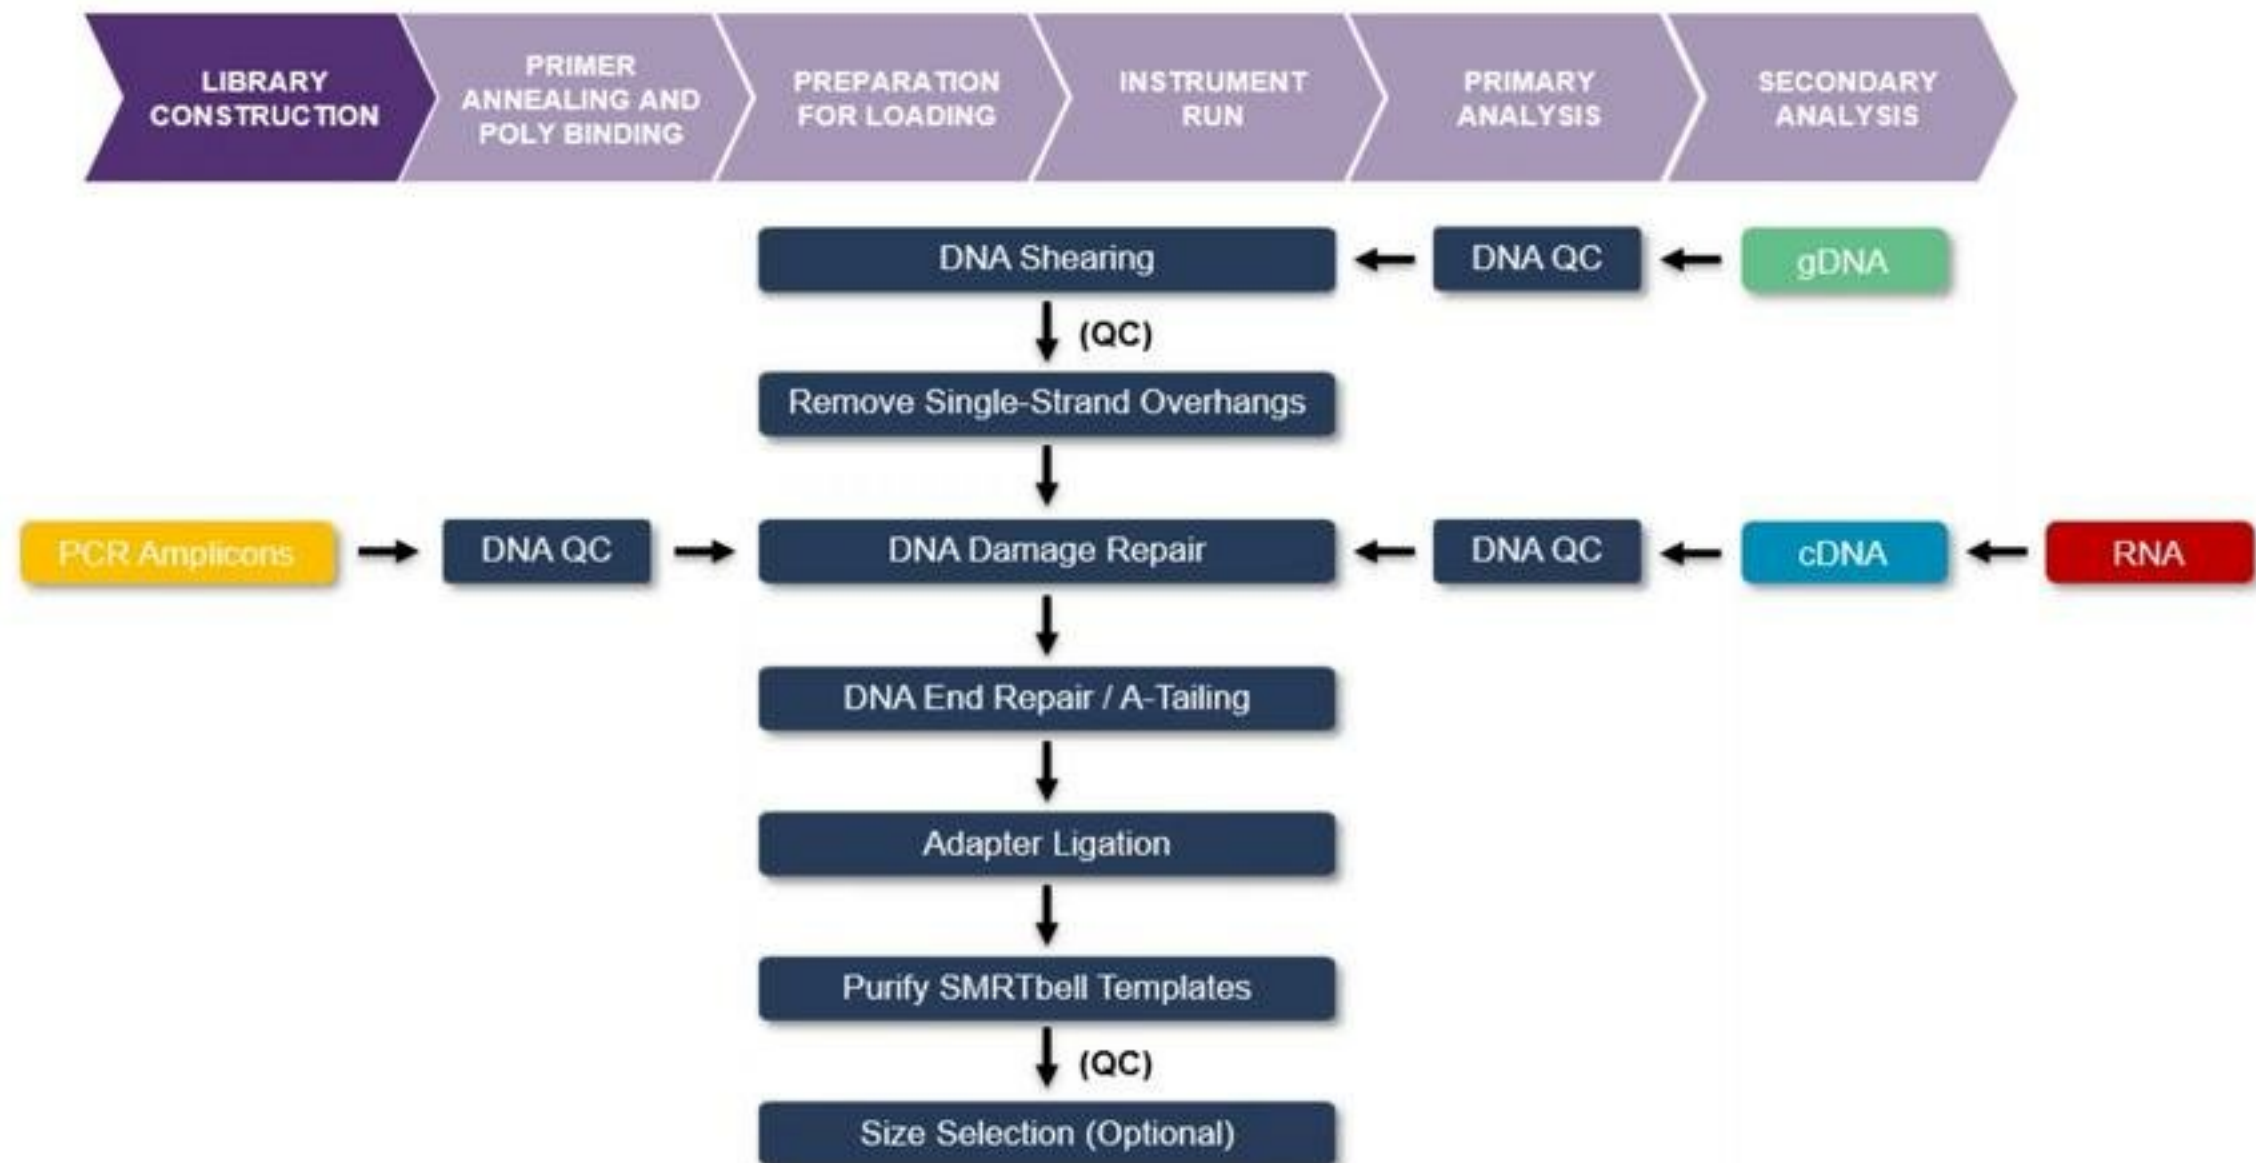 LIBRARY
CONSTRUCTION
PRIMER
ANNEALING AND
POLY BINDING
PREPARATION
FOR LOADING
INSTRUMENT
RUN
PRIMARY
ANALYSIS
SECONDARY
ANALYSIS
DNA Shearing
DNA QC
gDNA
(QC)
Remove Single-Strand Overhangs
PCR Amplicons
DNA QC
DNA Damage Repair
DNA QC
cDNA
RNA
DNA End Repair / A-Tailing
Adapter Ligation
Purify SMRTbell Templates
(QC)
Size Selection (Optional)